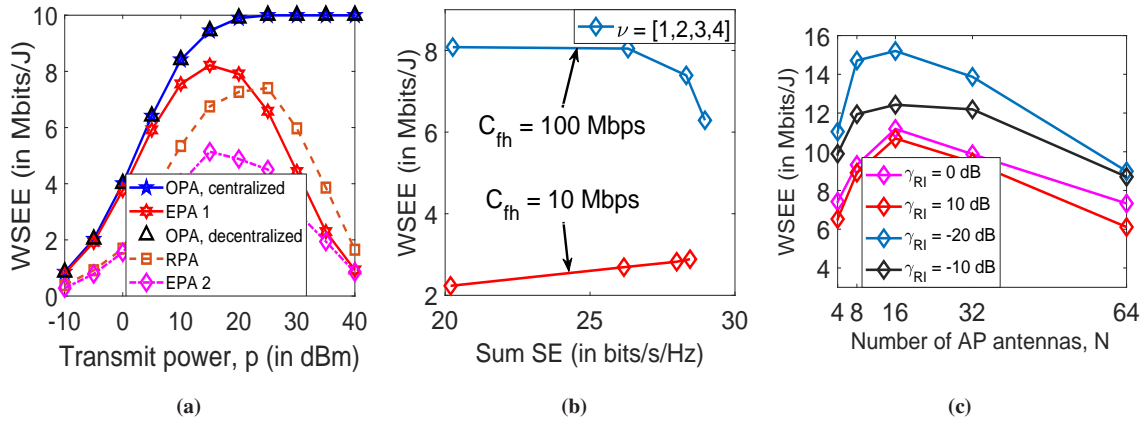 10
8
6
4
2
0
WSEE (in Mbits/J)
OPA, centralized
EPA 1
OPA, decentralized
RPA
EPA 2
-10 0 10 20 30 40
Transmit power, p (in dBm)
(a)
10
8
6
4
2
WSEE (in Mbits/J)
ν = [1,2,3,4]
C_fh = 100 Mbps
C_fh = 10 Mbps
20 25 30
Sum SE (in bits/s/Hz)
(b)
16
14
12
10
8
6
4
WSEE (in Mbits/J)
γ_RI = 0 dB
γ_RI = 10 dB
γ_RI = -20 dB
γ_RI = -10 dB
4 8 16 32 64
Number of AP antennas, N
(c)